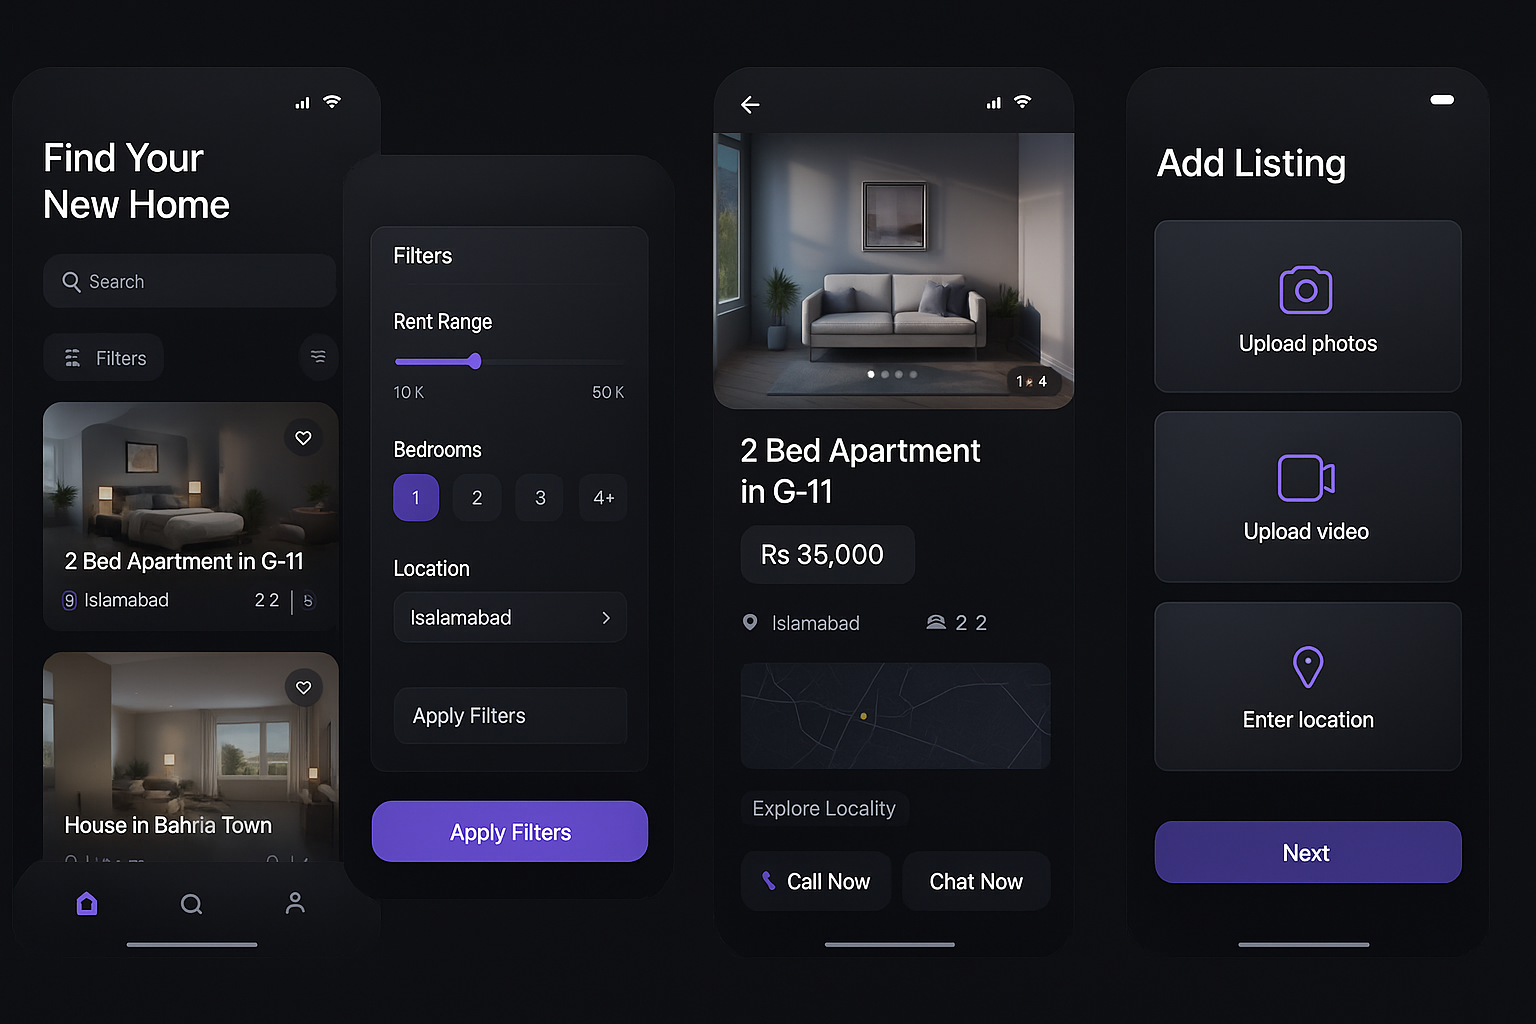 Find Your
New Home
Search
Filters
2 Bed Apartment in G-11
9 Islamabad
2 2
House in Bahria Town
Filters
Rent Range
10 K
50 K
Bedrooms
1
2
3
4+
Location
Isalamabad
Apply Filters
Apply Filters
1 4
2 Bed Apartment
in G-11
Rs 35,000
Islamabad
2 2
Explore Locality
Call Now
Chat Now
Add Listing
Upload photos
Upload video
Enter location
Next